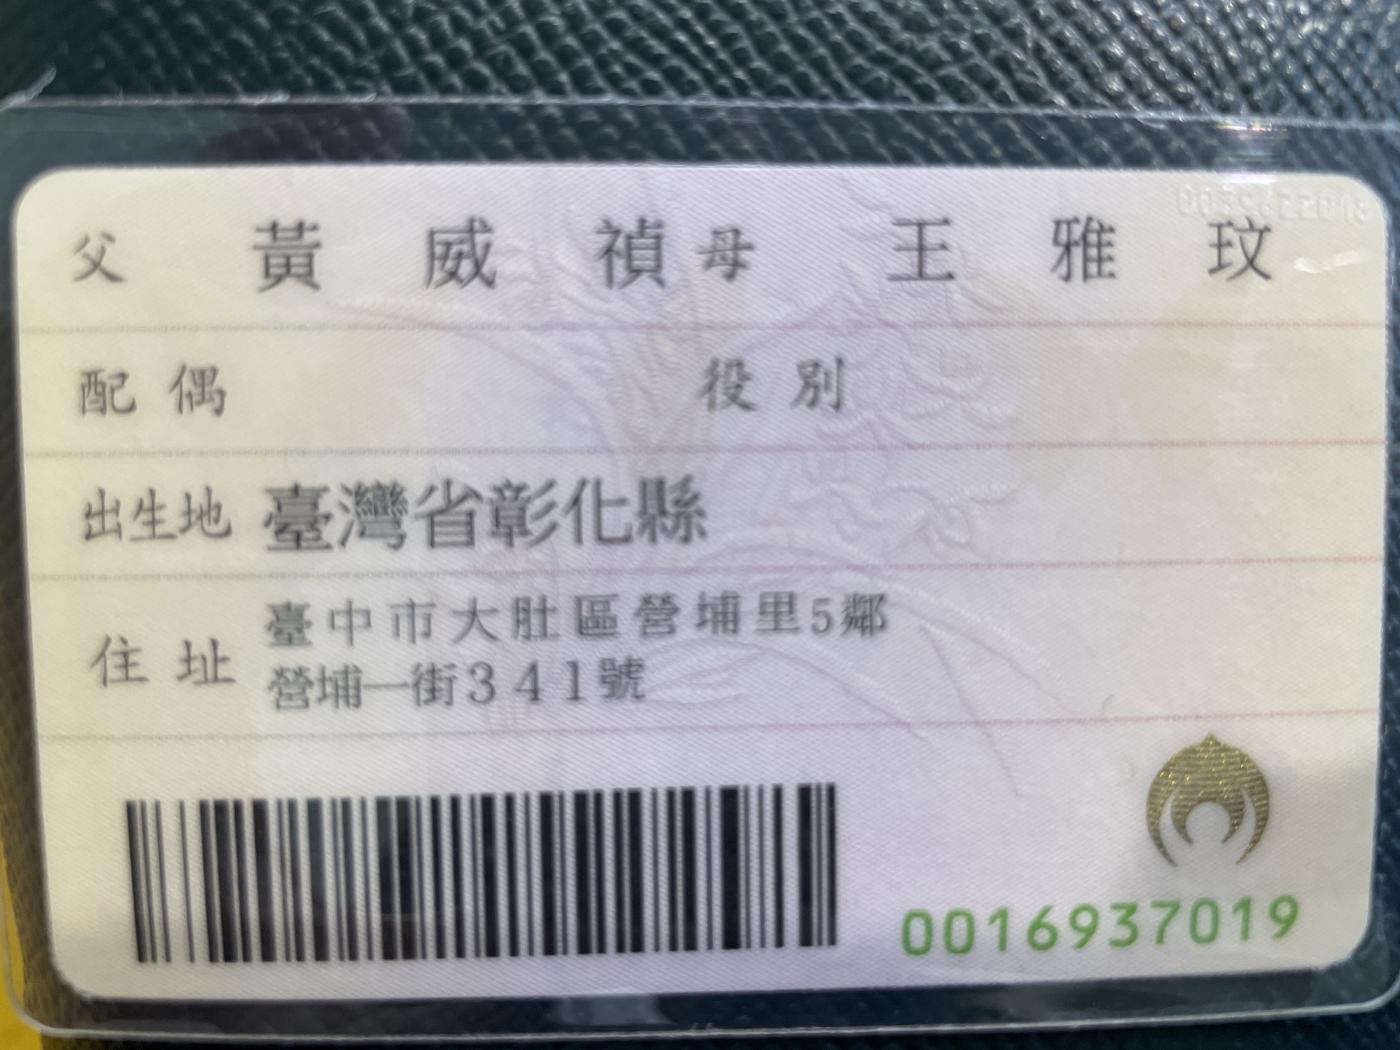 父 黃威禎 母 王雅玟
配偶 役別
出生地 臺灣省彰化縣
住址 臺中市大肚區營埔里5鄰
營埔一街341號
0016937019